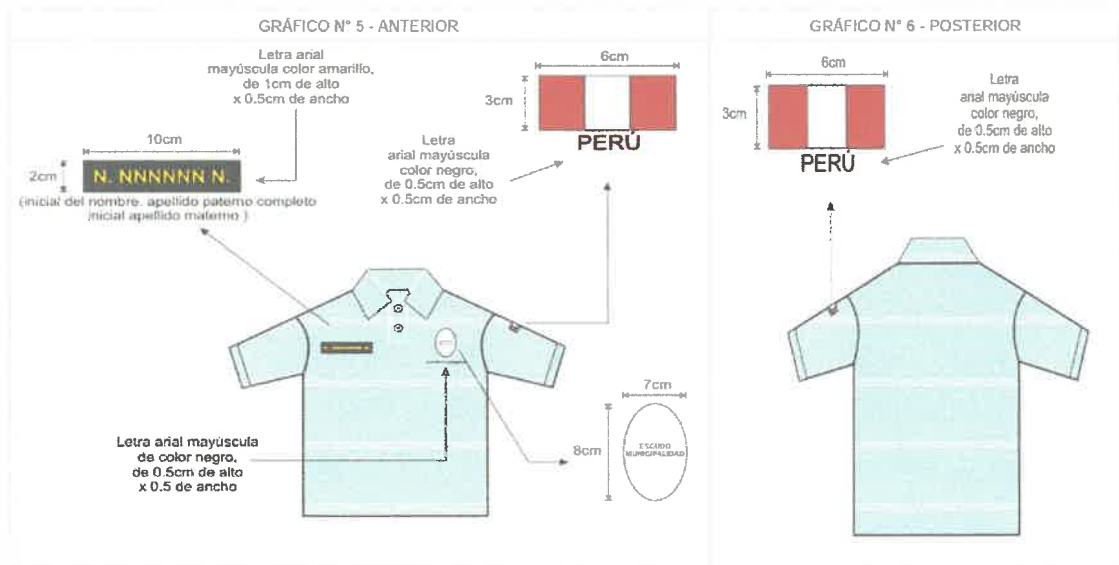 GRÁFICO N° 5 - ANTERIOR
Letra arial
mayúscula color amarillo,
de 1cm de alto
x 0.5cm de ancho
10cm
2cm
N. NNNNNN N.
(inicial del nombre, apellido paterno completo
inicial apellido materno )
6cm
3cm
PERÚ
Letra
arial mayúscula
color negro,
de 0.5cm de alto
x 0.5cm de ancho
Letra arial mayúscula
de color negro,
de 0.5cm de alto
x 0.5 de ancho
7cm
8cm
ESCUDO
MUNICIPALIDAD
GRÁFICO N° 6 - POSTERIOR
6cm
3cm
PERÚ
Letra
arial mayúscula
color negro,
de 0.5cm de alto
x 0.5cm de ancho